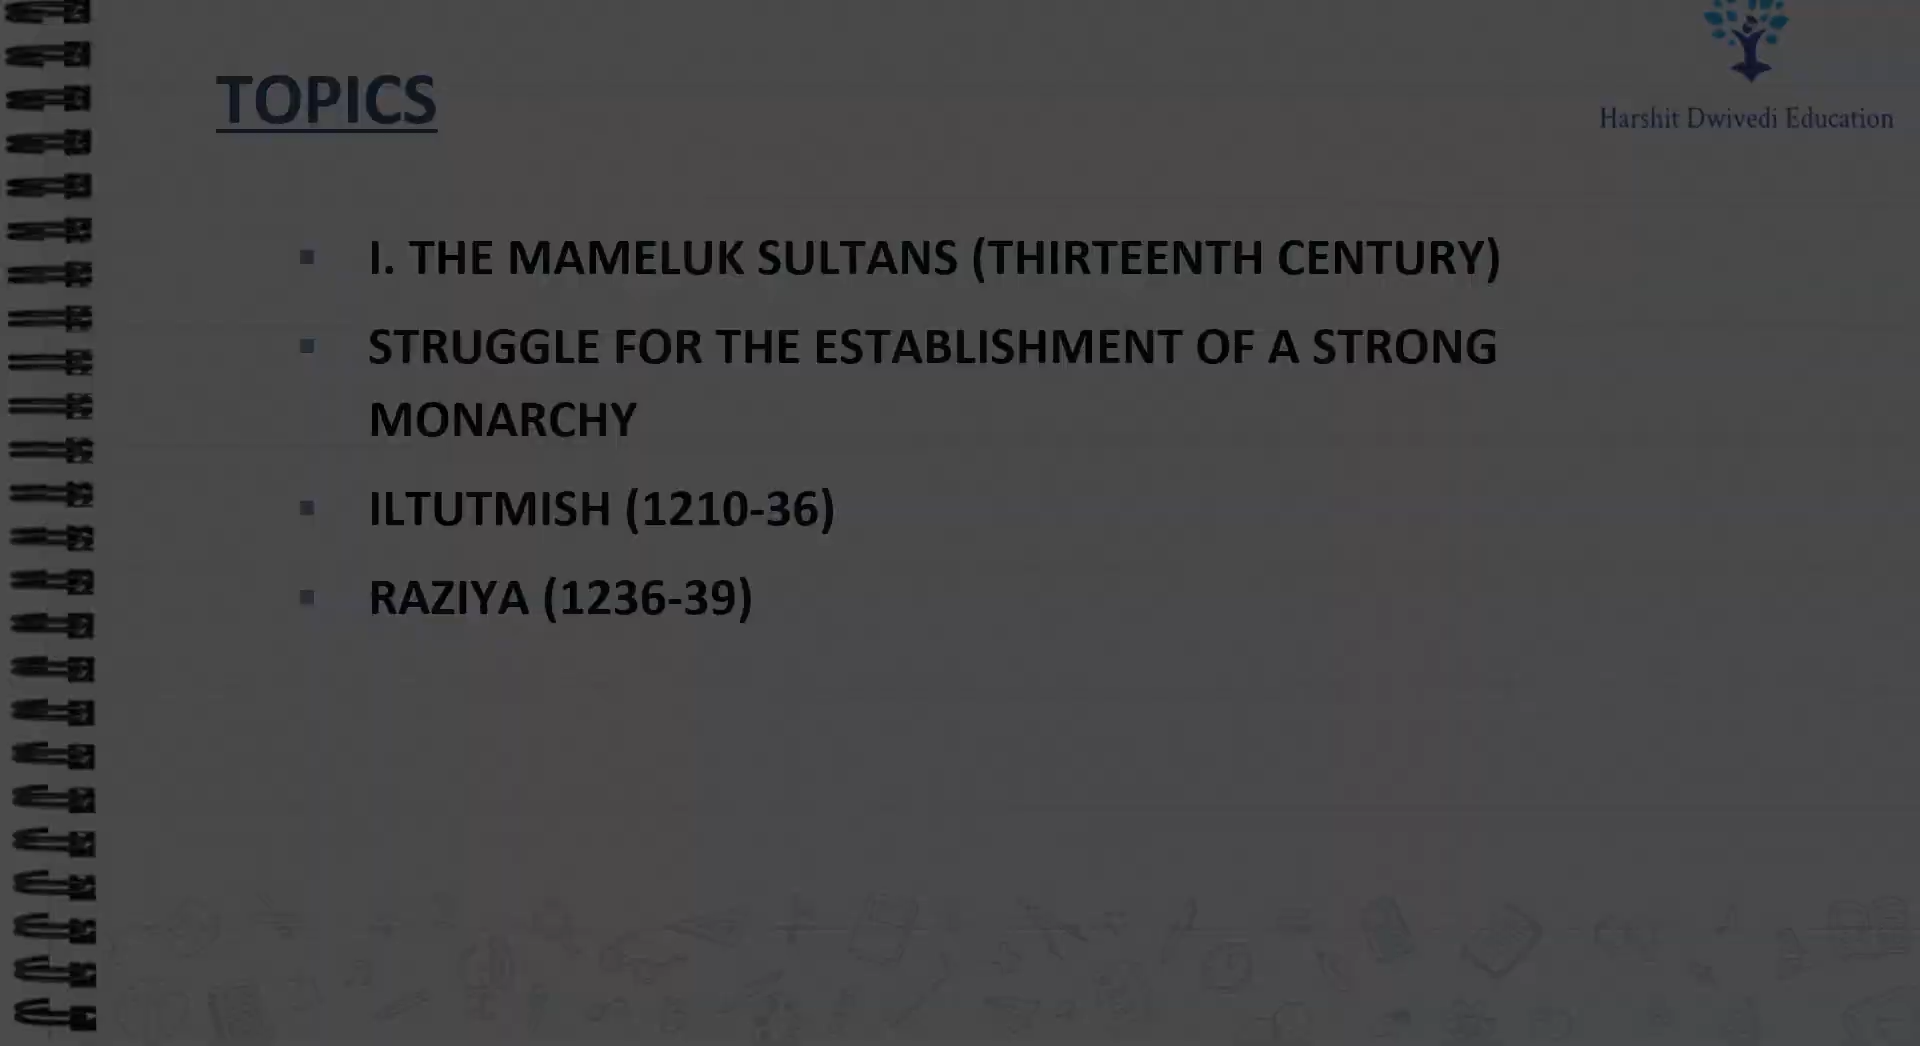 TOPICS
Harshit Dwivedi Education
I. THE MAMELUK SULTANS (THIRTEENTH CENTURY)
STRUGGLE FOR THE ESTABLISHMENT OF A STRONG
MONARCHY
ILTUTMISH (1210-36)
RAZIYA (1236-39)